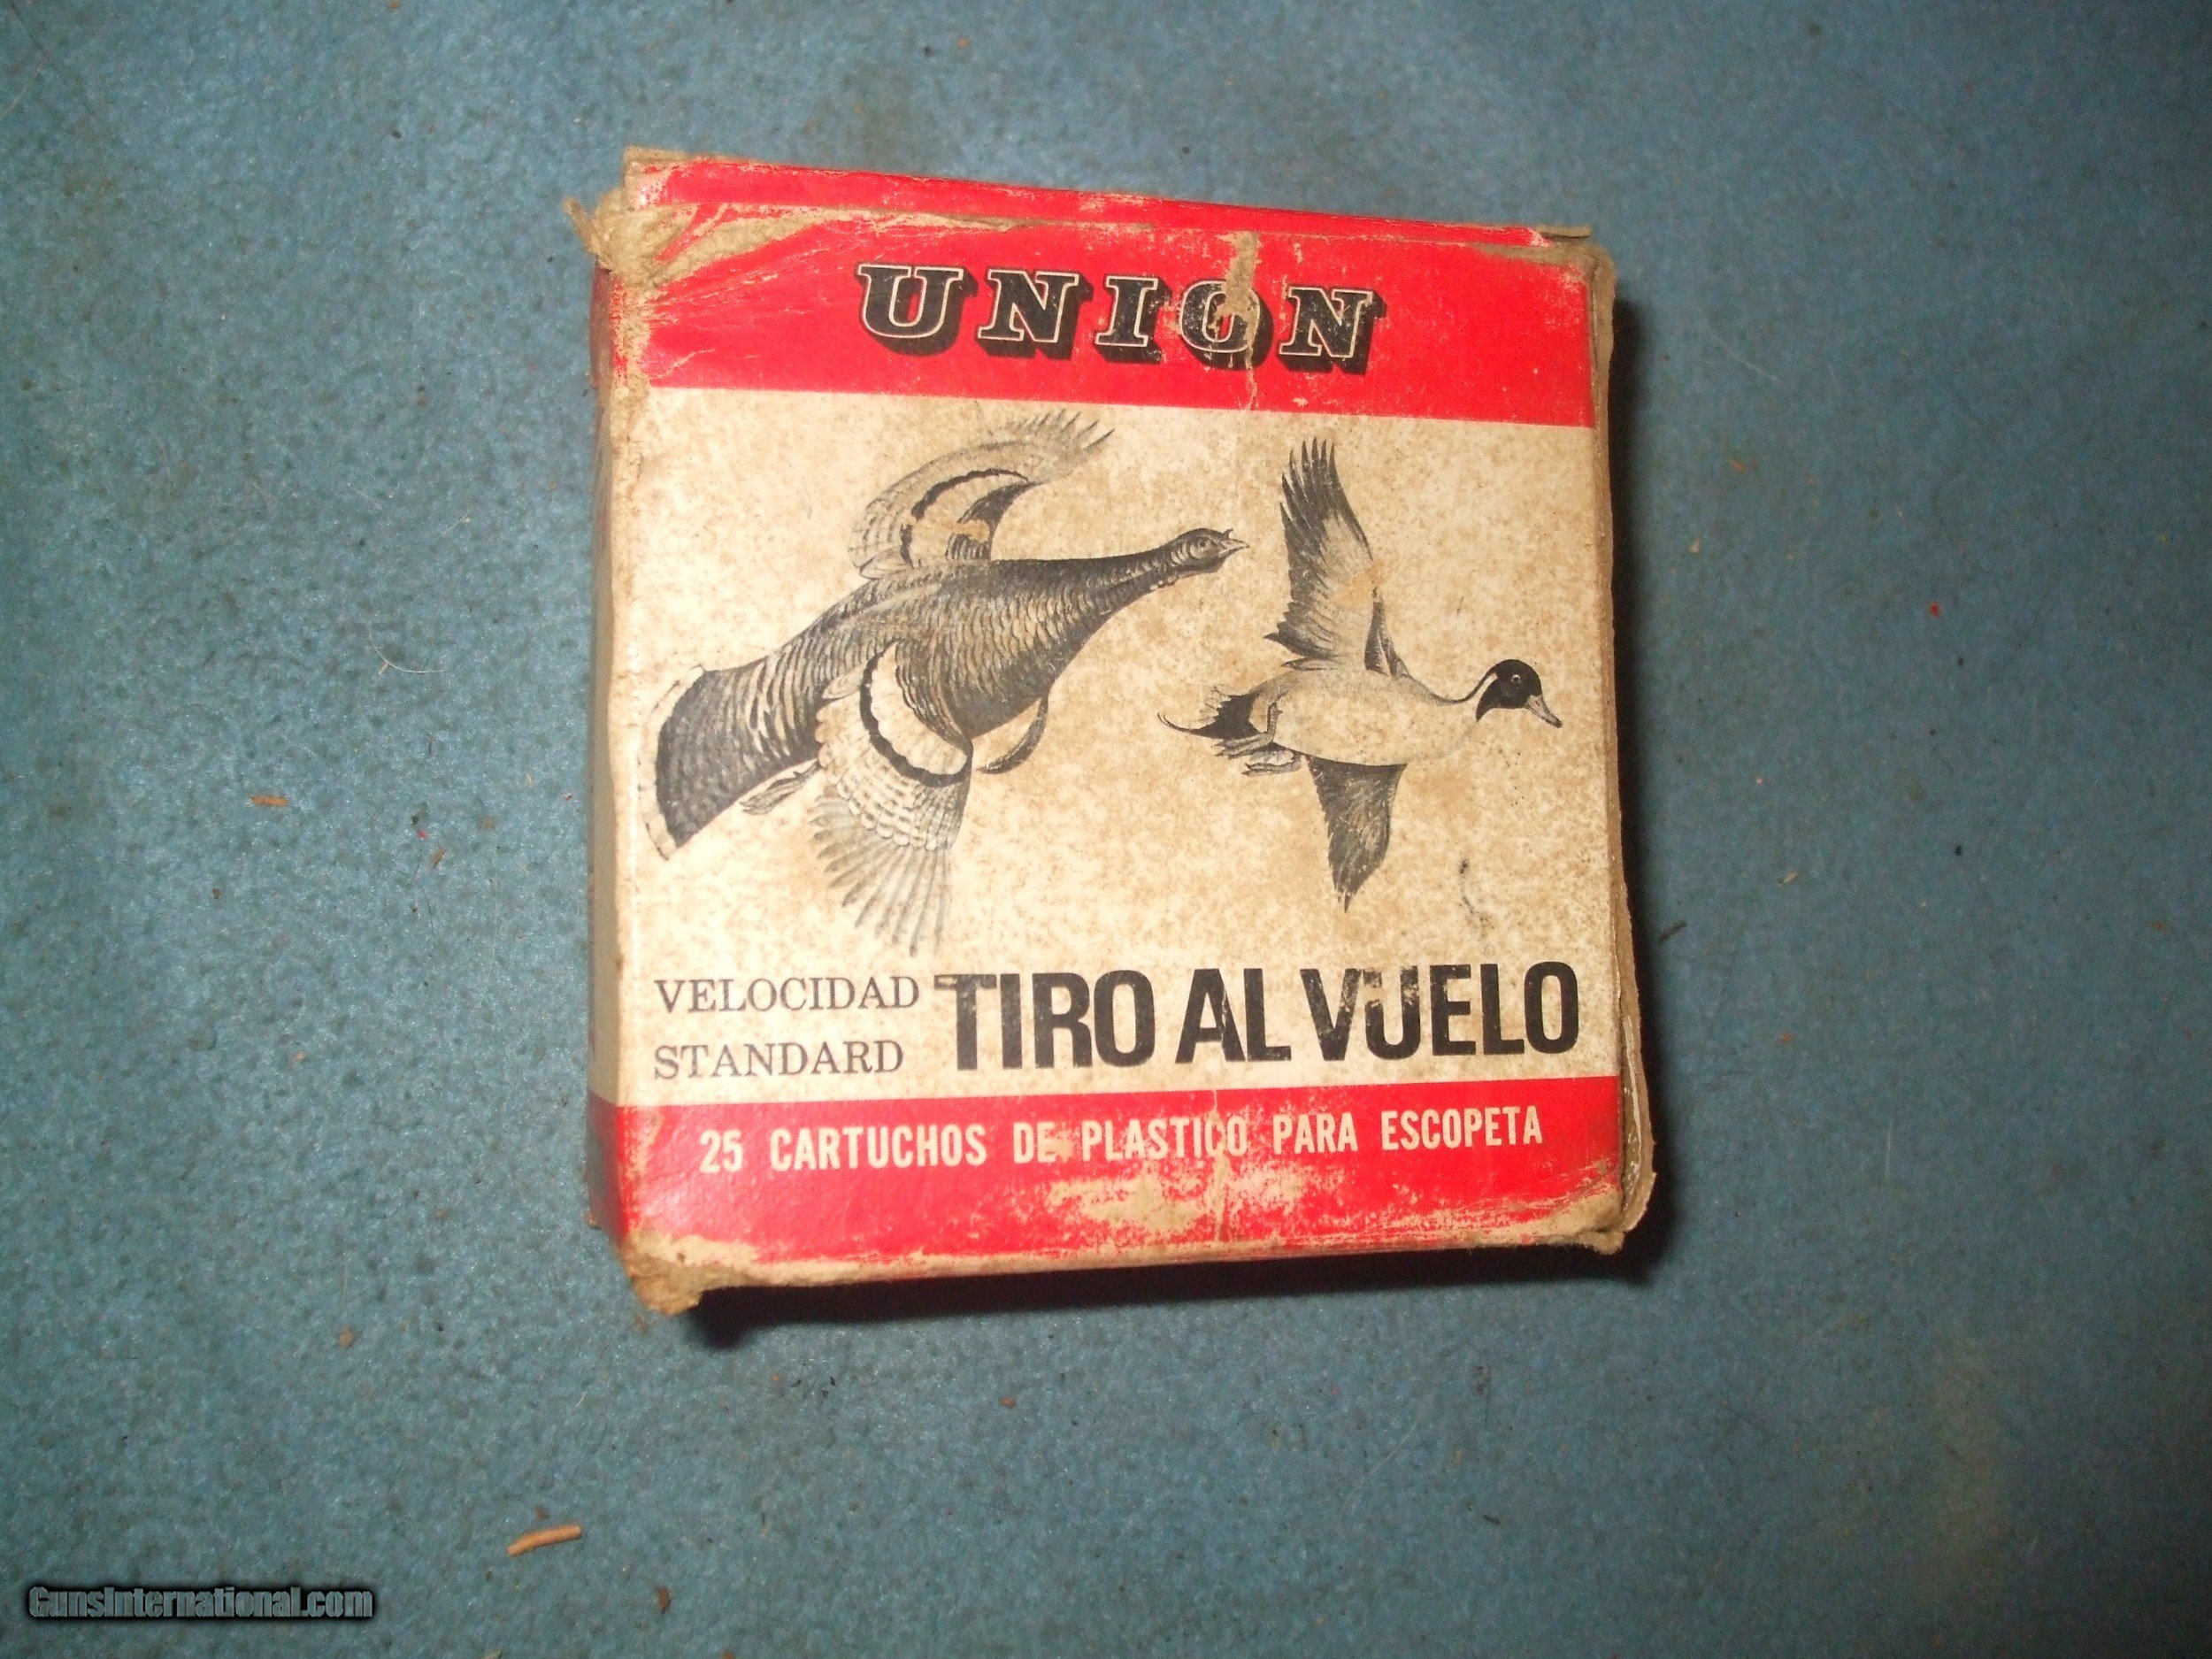 UNION
VELOCIDAD
STANDARD
TIRO AL VUELO
25 CARTUCHOS DE PLASTICO PARA ESCOPETA
GunsInternational.com